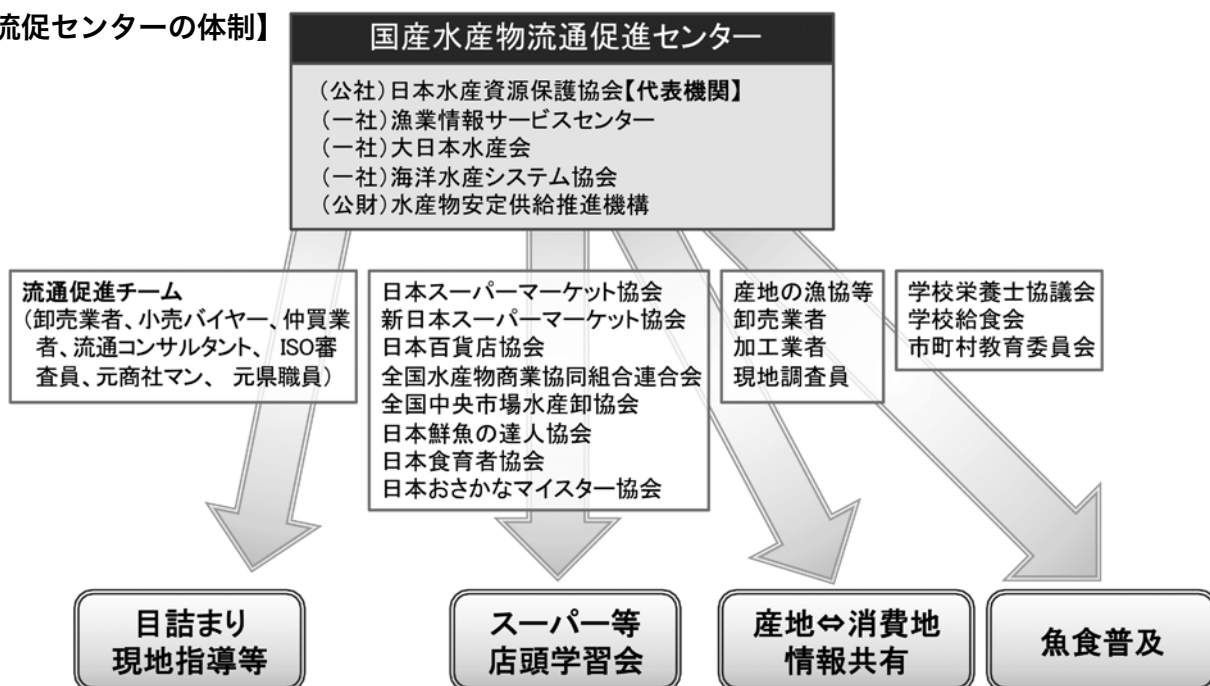 流促センターの体制】
国産水産物流通促進センター
（公社）日本水産資源保護協会【代表機関】
（一社）漁業情報サービスセンター
（一社）大日本水産会
（一社）海洋水産システム協会
（公財）水産物安定供給推進機構
流通促進チーム
（卸売業者、小売バイヤー、仲買業
者、流通コンサルタント、 ISO審
査員、元商社マン、 元県職員）
日本スーパーマーケット協会
新日本スーパーマーケット協会
日本百貨店協会
全国水産物商業協同組合連合会
全国中央市場水産卸協会
日本鮮魚の達人協会
日本食育者協会
日本おさかなマイスター協会
産地の漁協等
卸売業者
加工業者
現地調査員
学校栄養士協議会
学校給食会
市町村教育委員会
目詰まり
現地指導等
スーパー等
店頭学習会
産地⇔消費地
情報共有
魚食普及